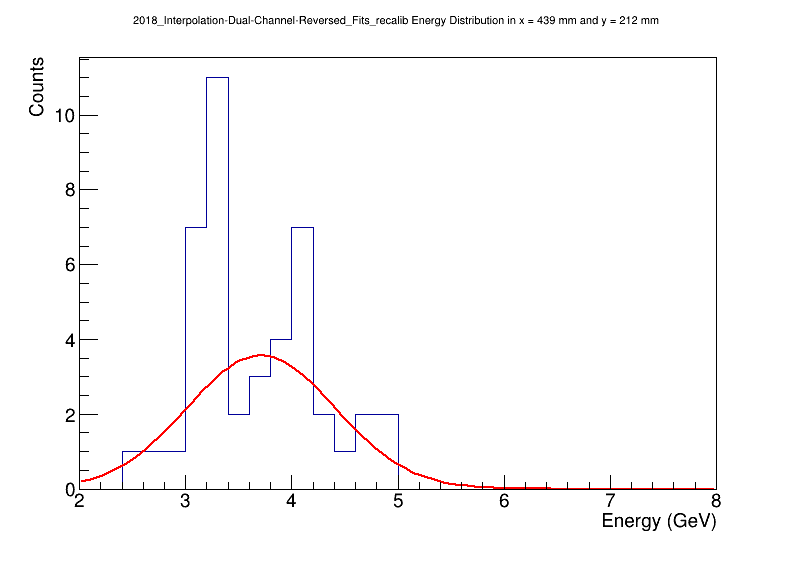 2018_Interpolation-Dual-Channel-Reversed_Fits_recalib Energy Distribution in x = 439 mm and y = 212 mm
Counts
10
8
6
4
2
0
2 3 4 5 6 7 8
Energy (GeV)